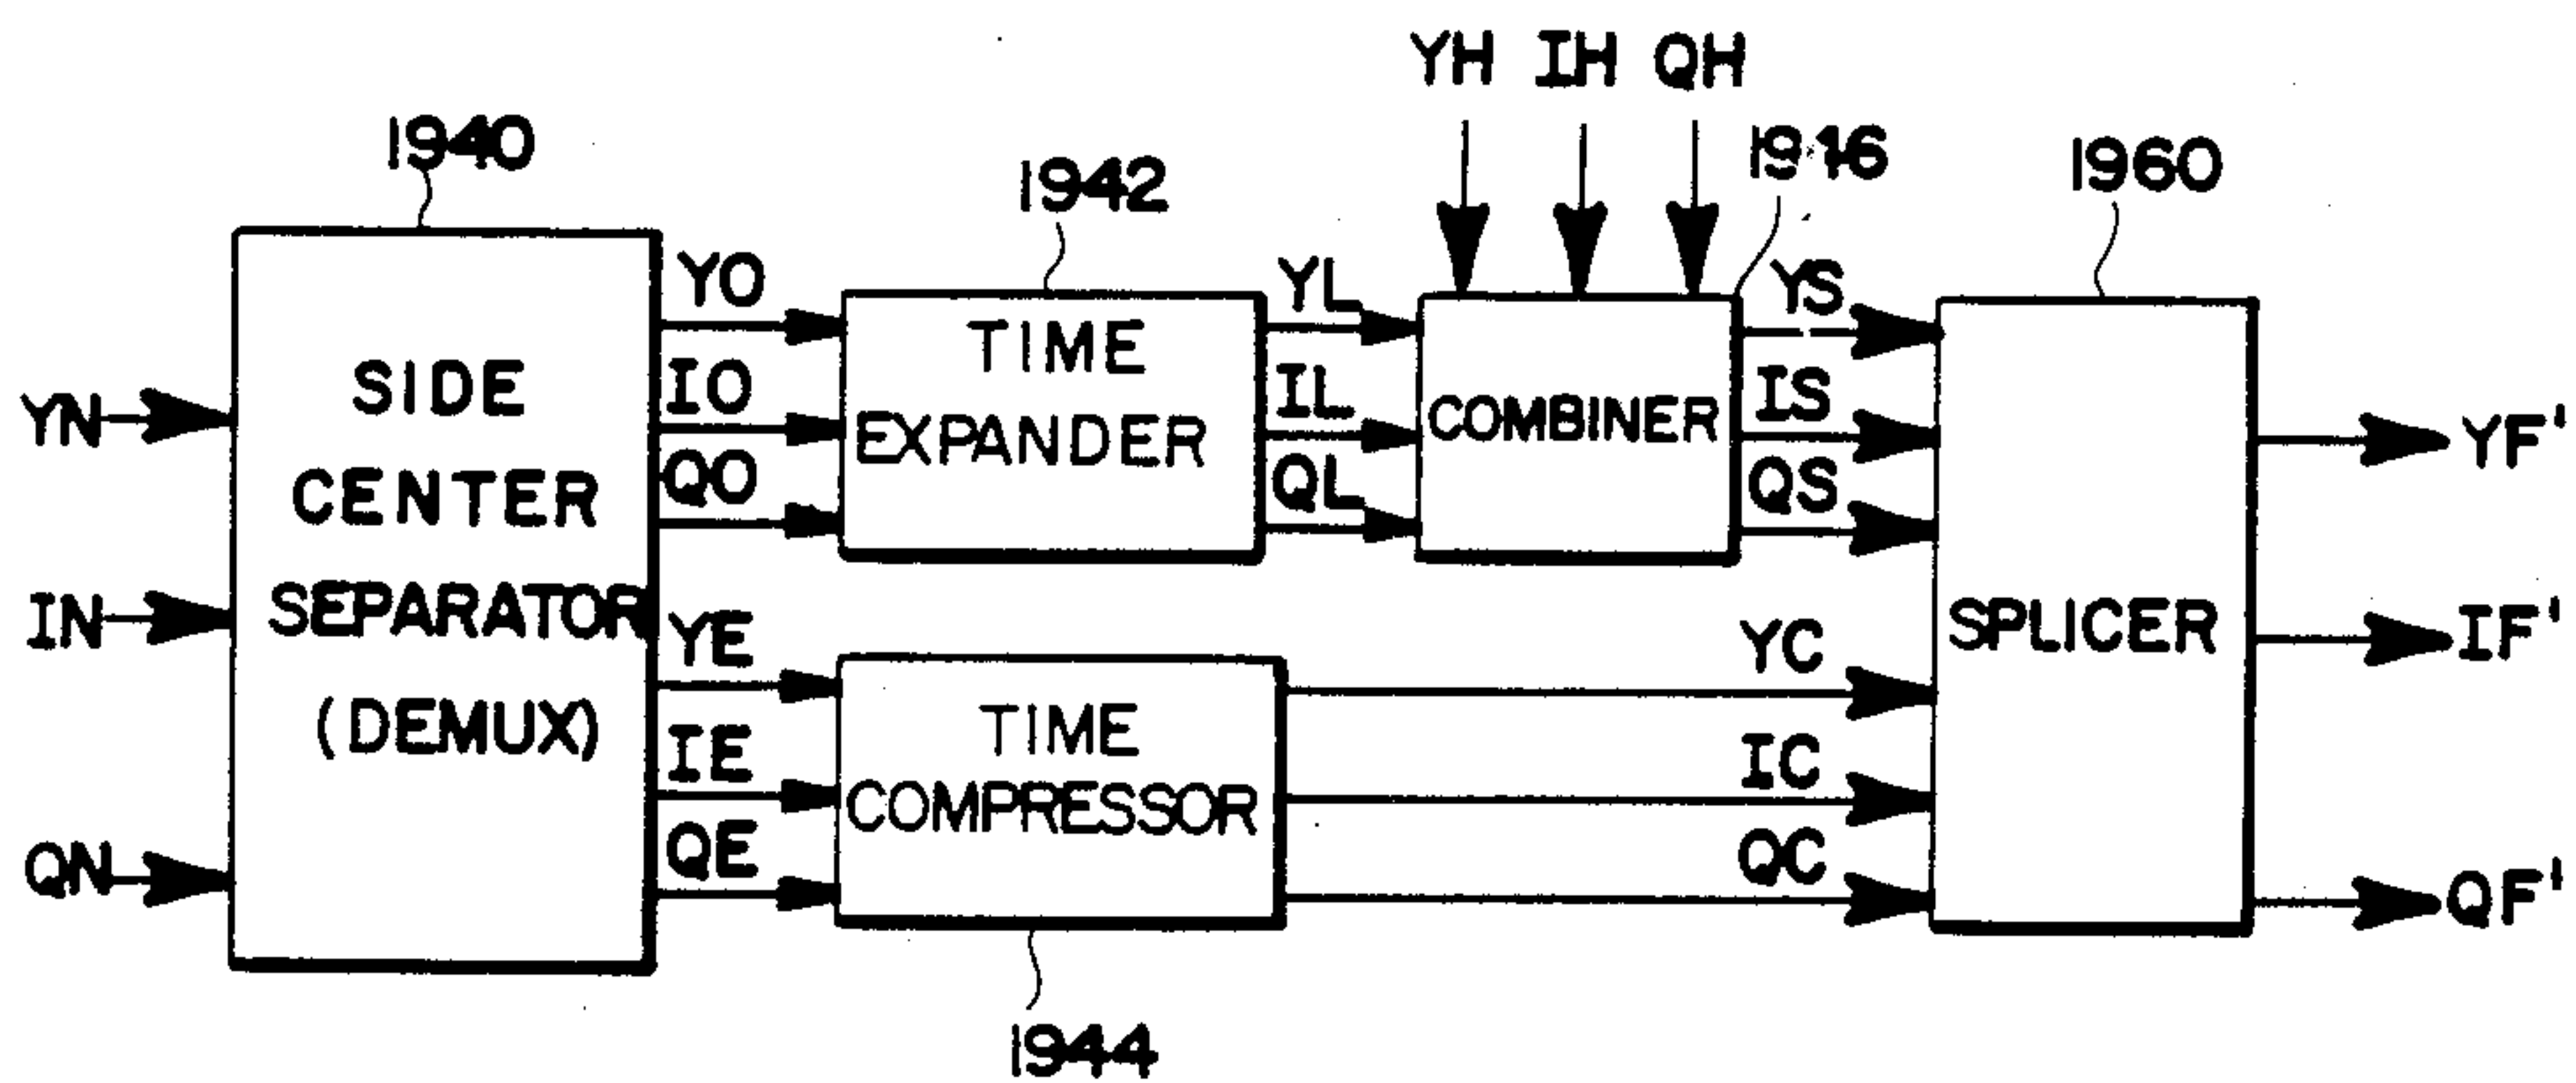 YH IH QH
1940
1942
1946
1960
YN
IN
QN
SIDE
CENTER
SEPARATOR
(DEMUX)
YO
IO
QO
TIME
EXPANDER
YL
IL
QL
COMBINER
YS
IS
QS
YE
IE
QE
TIME
COMPRESSOR
1944
YC
IC
QC
SPLICER
YF'
IF'
QF'